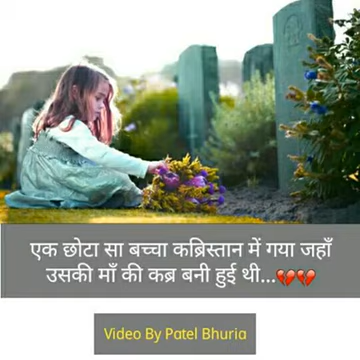 एक छोटा सा बच्चा कब्रिस्तान में गया जहाँ
उसकी माँ की कब्र बनी हुई थी...💔💔
Video By Patel Bhuria